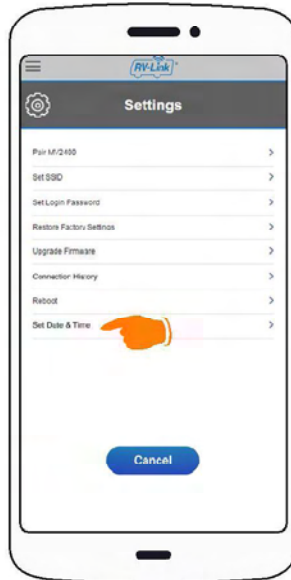 RV-Link
Settings
Pair MV2400
Set SSID
Set Login Password
Restore Factory Settings
Upgrade Firmware
Connection History
Reboot
Set Date & Time
Cancel